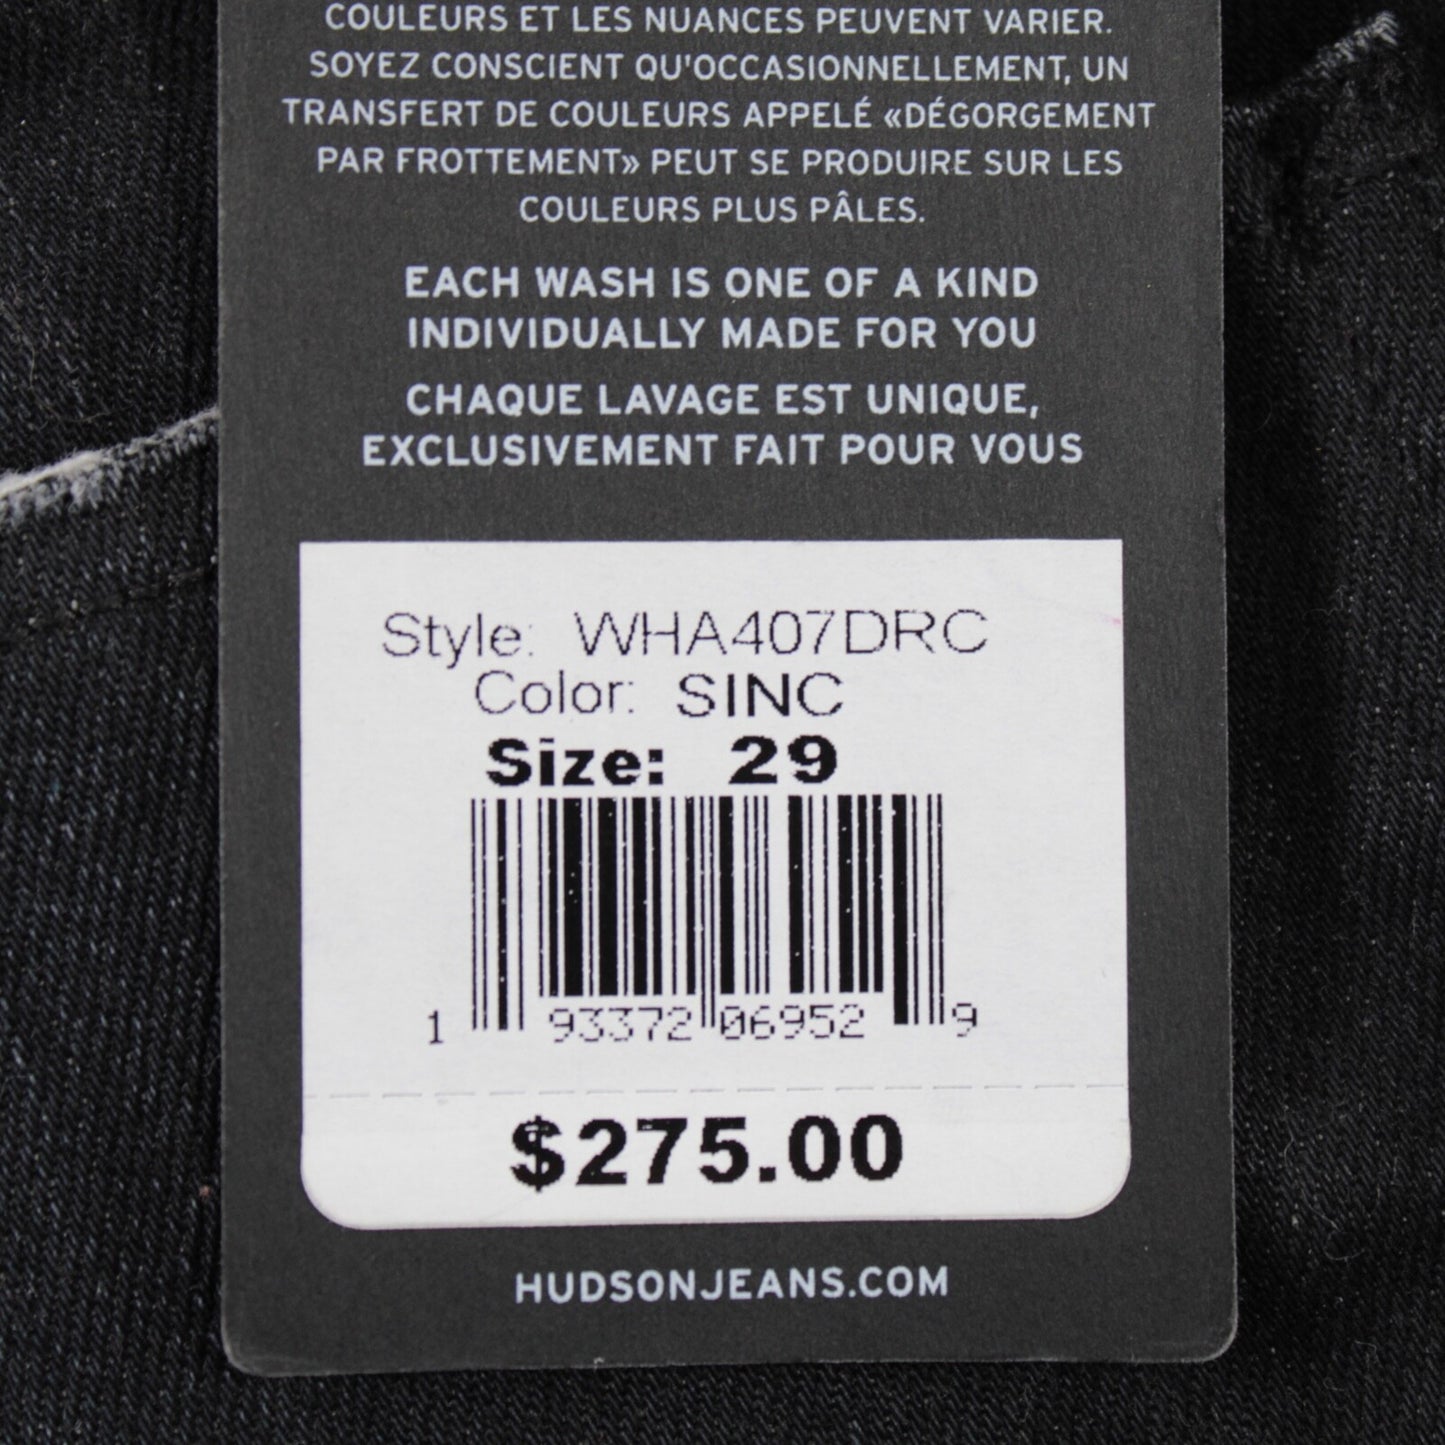 COULEURS ET LES NUANCES PEUVENT VARIER.
SOYEZ CONSCIENT QU'OCCASIONNELLEMENT, UN
TRANSFERT DE COULEURS APPELÉ «DÉGORGEMENT
PAR FROTTEMENT» PEUT SE PRODUIRE SUR LES
COULEURS PLUS PÂLES.
EACH WASH IS ONE OF A KIND
INDIVIDUALLY MADE FOR YOU
CHAQUE LAVAGE EST UNIQUE,
EXCLUSIVEMENT FAIT POUR VOUS
Style: WHA407DRC
Color: SINC
Size: 29
1 93372 06952 9
$275.00
HUDSONJEANS.COM